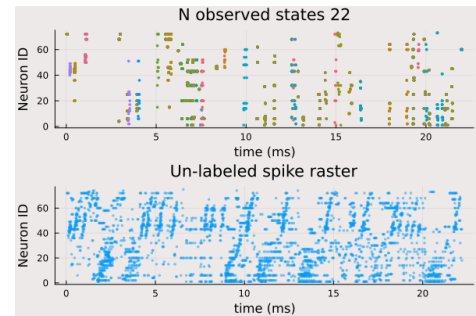 N observed states 22
Neuron ID
60
40
20
0
0 5 10 15 20
time (ms)
Un-labeled spike raster
Neuron ID
60
40
20
0
0 5 10 15 20
time (ms)